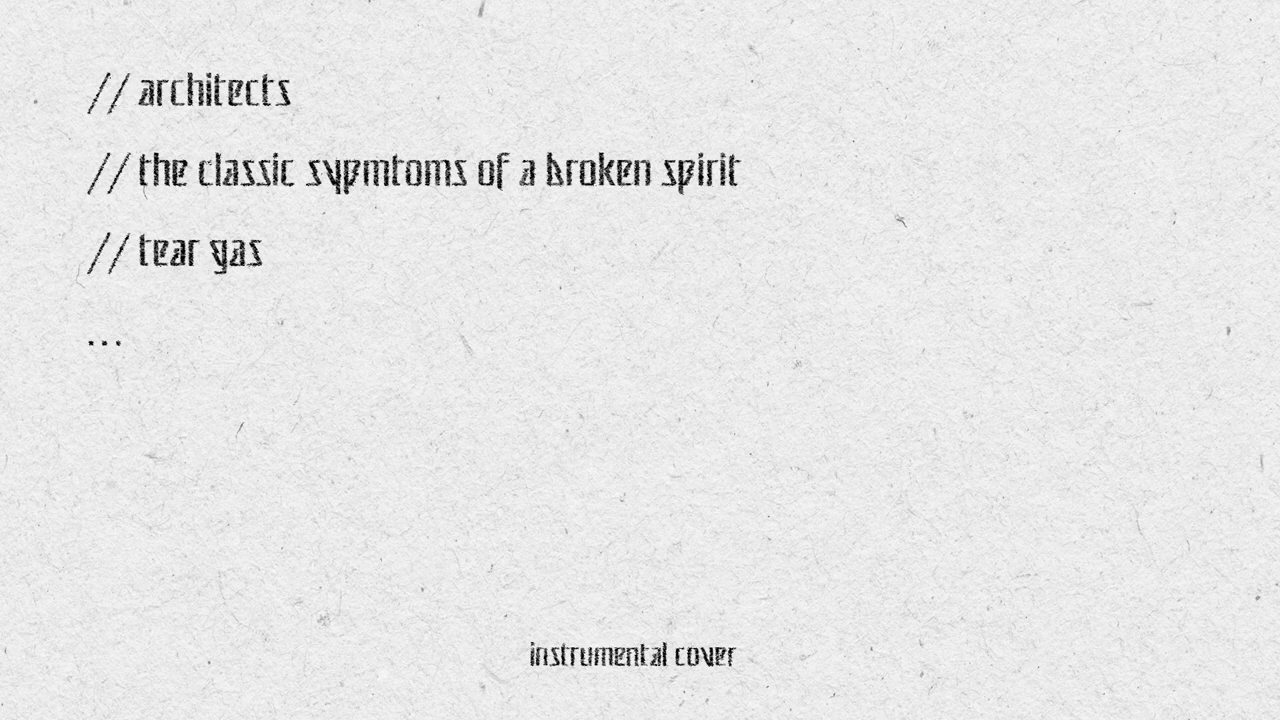 // architects
// the classic sypmtoms of a broken spirit
// tear gas
...
instrumental cover